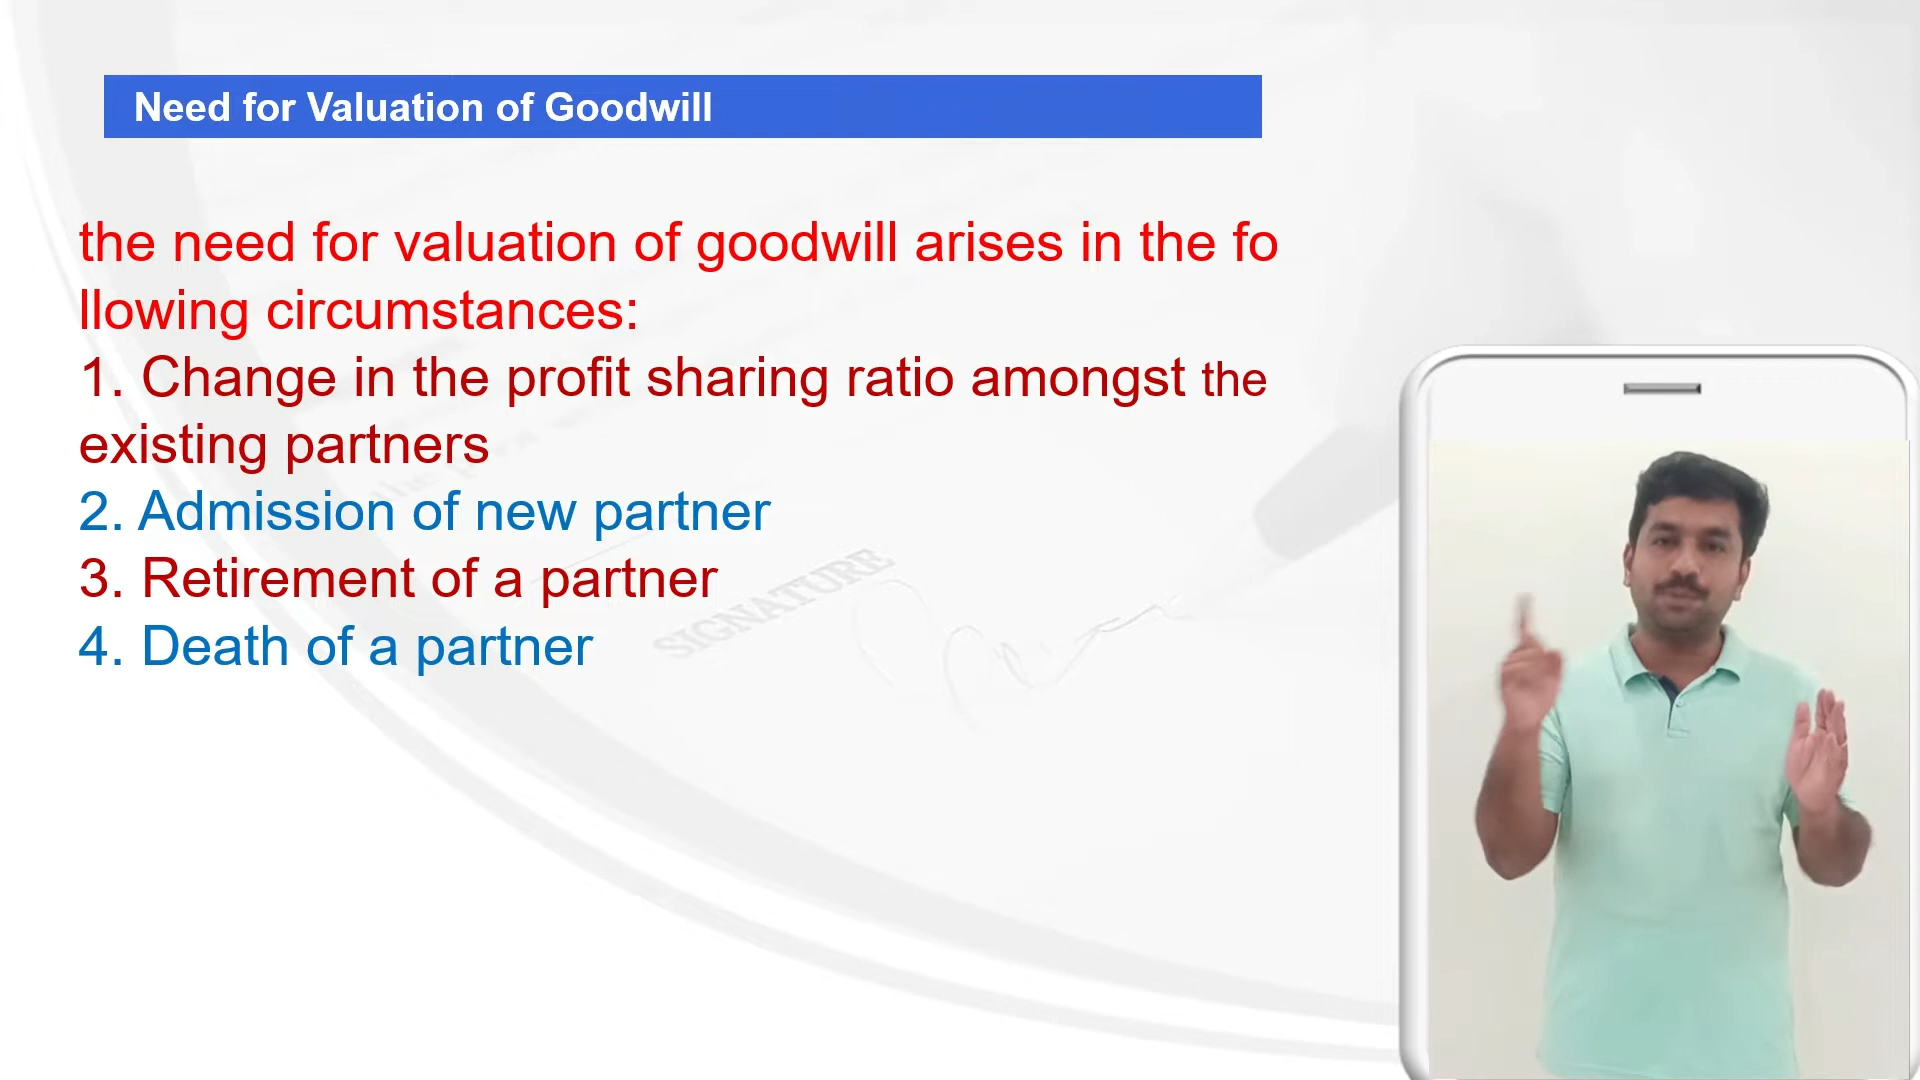 Need for Valuation of Goodwill
the need for valuation of goodwill arises in the fo
llowing circumstances:
1. Change in the profit sharing ratio amongst the
existing partners
2. Admission of new partner
3. Retirement of a partner
4. Death of a partner
SIGNATURE